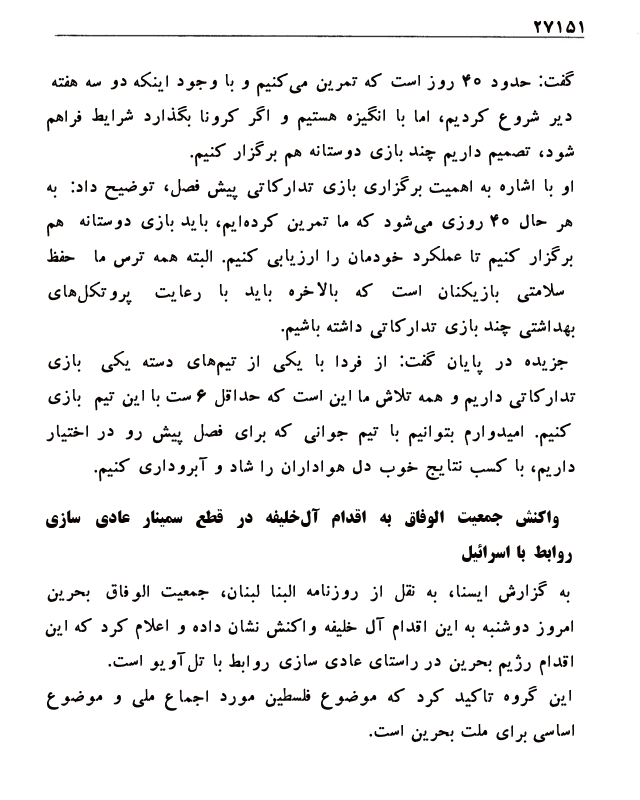 ۲۷۱۵۱
گفت: حدود ۴۰ روز است که تمرین می‌کنیم و با وجود اینکه دو سه هفته
دیر شروع کردیم، اما با انگیزه هستیم و اگر کرونا بگذارد شرایط فراهم
شود، تصمیم داریم چند بازی دوستانه هم برگزار کنیم.
او با اشاره به اهمیت برگزاری بازی تدارکاتی پیش فصل، توضیح داد: به
هر حال ۴۰ روزی می‌شود که ما تمرین کرده‌ایم، باید بازی دوستانه هم
برگزار کنیم تا عملکرد خودمان را ارزیابی کنیم. البته همه ترس ما حفظ
سلامتی بازیکنان است که بالاخره باید با رعایت پروتکل‌های
بهداشتی چند بازی تدارکاتی داشته باشیم.
جزیده در پایان گفت: از فردا با یکی از تیم‌های دسته یکی بازی
تدارکاتی داریم و همه تلاش ما این است که حداقل ۶ ست با این تیم بازی
کنیم. امیدوارم بتوانیم با تیم جوانی که برای فصل پیش رو در اختیار
داریم، با کسب نتایج خوب دل هواداران را شاد و آبروداری کنیم.
واکنش جمعیت الوفاق به اقدام آل‌خلیفه در قطع سمینار عادی سازی
روابط با اسرائیل
به گزارش ایسنا، به نقل از روزنامه البنا لبنان، جمعیت الوفاق بحرین
امروز دوشنبه به این اقدام آل خلیفه واکنش نشان داده و اعلام کرد که این
اقدام رژیم بحرین در راستای عادی سازی روابط با تل‌آویو است.
این گروه تاکید کرد که موضوع فلسطین مورد اجماع ملی و موضوع
اساسی برای ملت بحرین است.